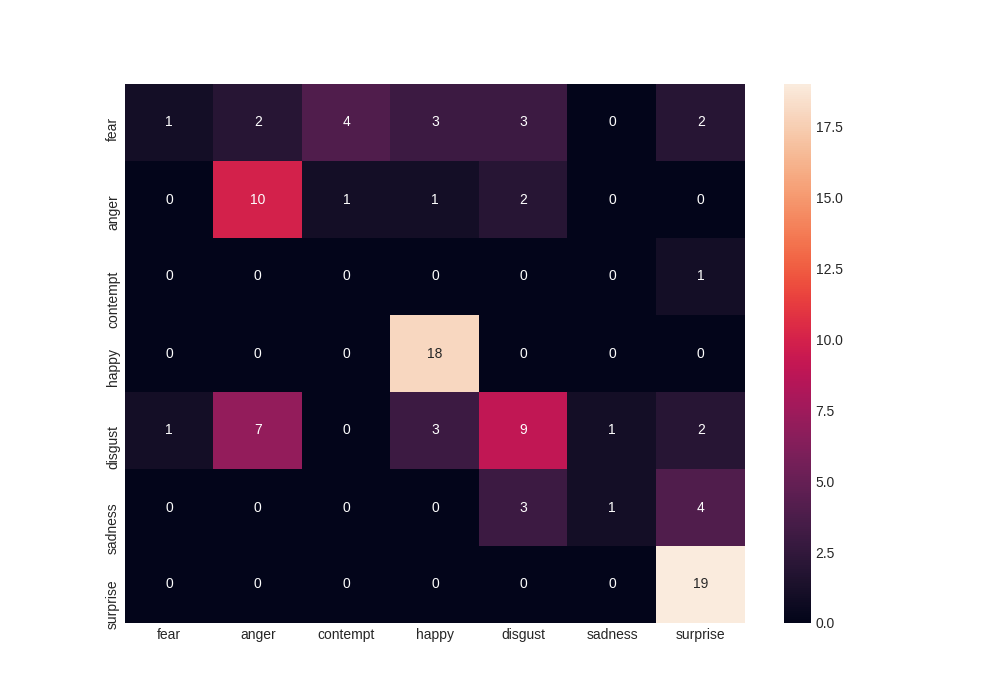 fear 1 2 4 3 3 0 2
anger 0 10 1 1 2 0 0
contempt 0 0 0 0 0 0 1
happy 0 0 0 18 0 0 0
disgust 1 7 0 3 9 1 2
sadness 0 0 0 0 3 1 4
surprise 0 0 0 0 0 0 19
fear anger contempt happy disgust sadness surprise
17.5
15.0
12.5
10.0
7.5
5.0
2.5
0.0